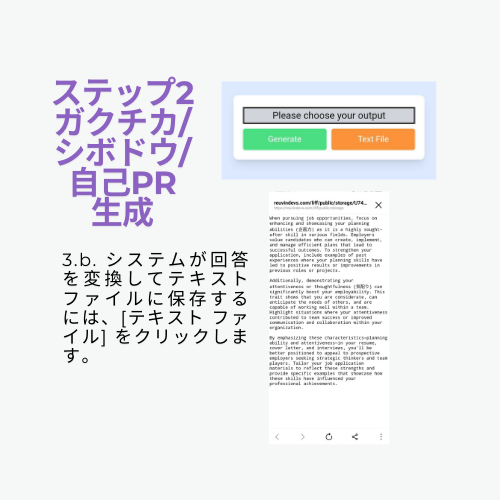 ステップ2
ガクチカ/
シボドウ/
自己PR
生成
3.b. システムが回答
を変換してテキスト
ファイルに保存する
には、[テキスト ファ
イル] をクリックしま
す。
Please choose your output
Generate
Text File
When pursuing job opportunities, focus on
enhancing and showcasing your planning
abilities (企画力) as it is a highly sought-
after skill in various fields. Employers
value candidates who can create, implement,
and manage efficient plans that lead to
successful outcomes. To strengthen your
application, include examples of past
experiences where your planning skills have
led to positive results or improvements in
previous roles or projects.
Additionally, demonstrating your
attentiveness or thoughtfulness (気配り) can
significantly boost your employability. This
trait shows that you are considerate, can
anticipate the needs of others, and are
capable of working well within a team.
Highlight situations where your attentiveness
contributed to team success or improved
communication and collaboration within your
organization.
By emphasizing these characteristics—planning
ability and attentiveness—in your resume,
cover letter, and interviews, you'll be
better positioned to appeal to prospective
employers seeking strategic thinkers and team
players. Tailor your job application
materials to reflect these strengths and
provide specific examples that showcase how
these skills have influenced your
professional achievements.